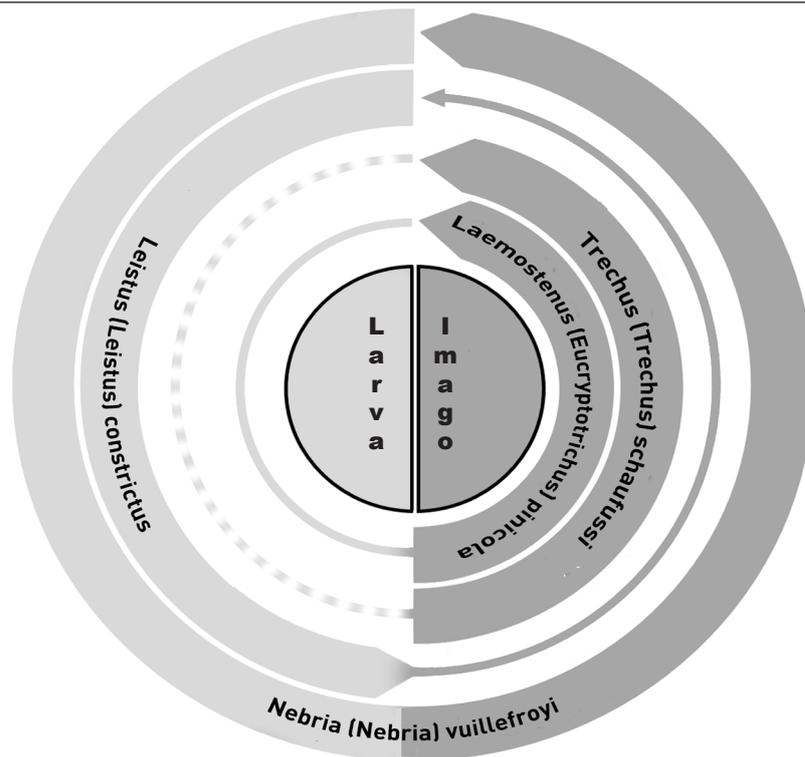 Leistus (Leistus) constrictus
Larva
Imago
Laemostenus (Eucryptotrichus) pinicola
Trechus (Trechus) schaufussi
Nebria (Nebria) vuillefroyi